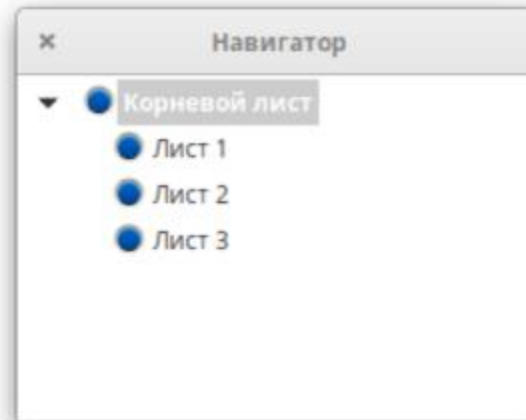 Навигатор
Корневой лист
Лист 1
Лист 2
Лист 3